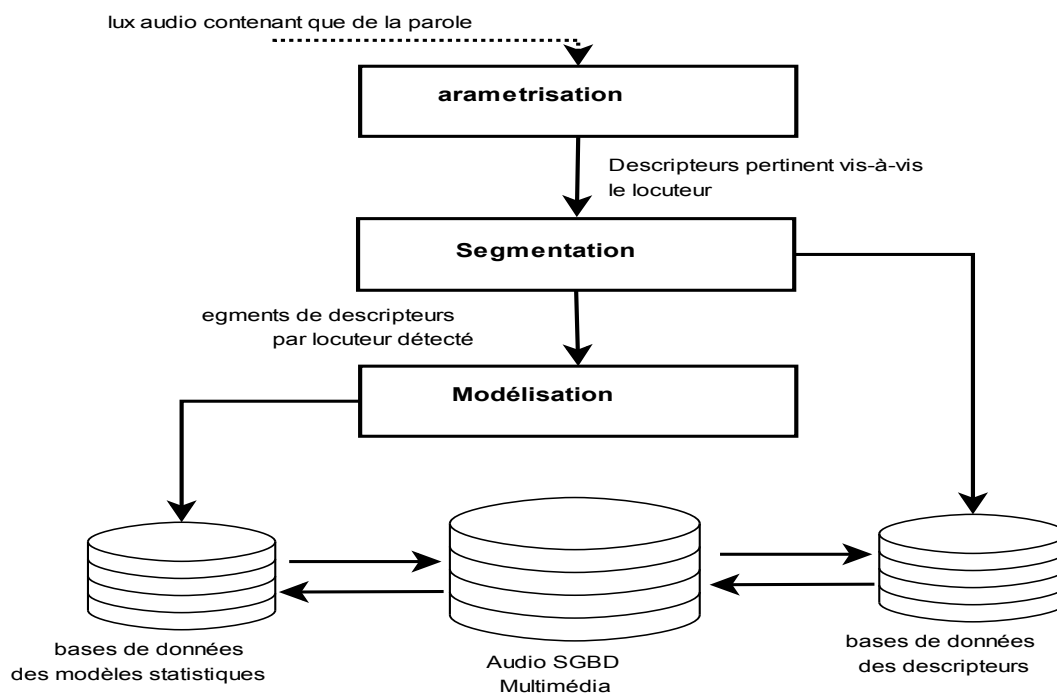 lux audio contenant que de la parole
arametrisation
Descripteurs pertinent vis-à-vis
le locuteur
Segmentation
egments de descripteurs
par locuteur détecté
Modélisation
bases de données
des modèles statistiques
Audio SGBD
Multimédia
bases de données
des descripteurs